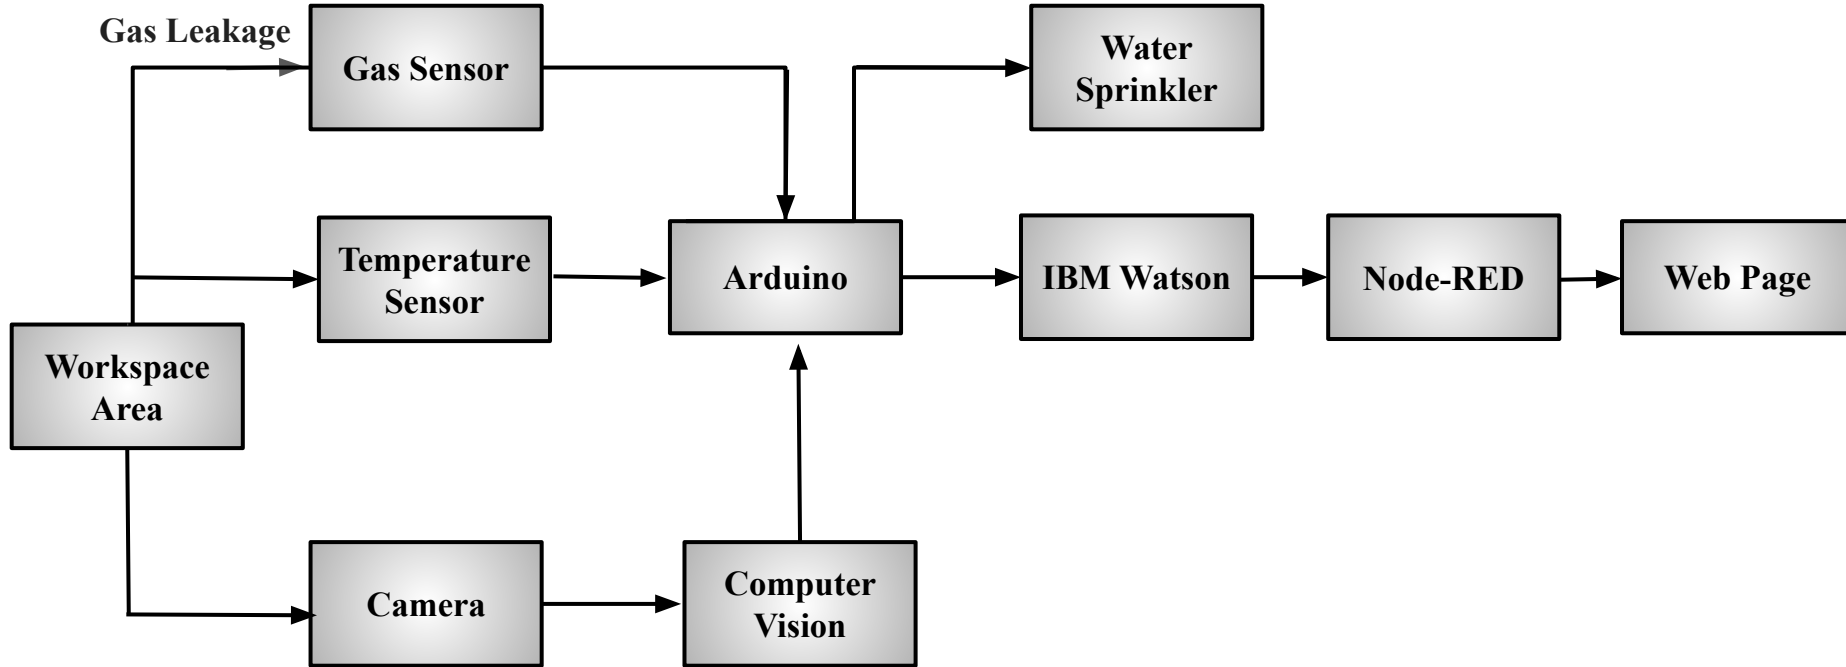 Gas Leakage
Gas Sensor
Water
Sprinkler
Temperature
Sensor
Arduino
IBM Watson
Node-RED
Web Page
Workspace
Area
Camera
Computer
Vision